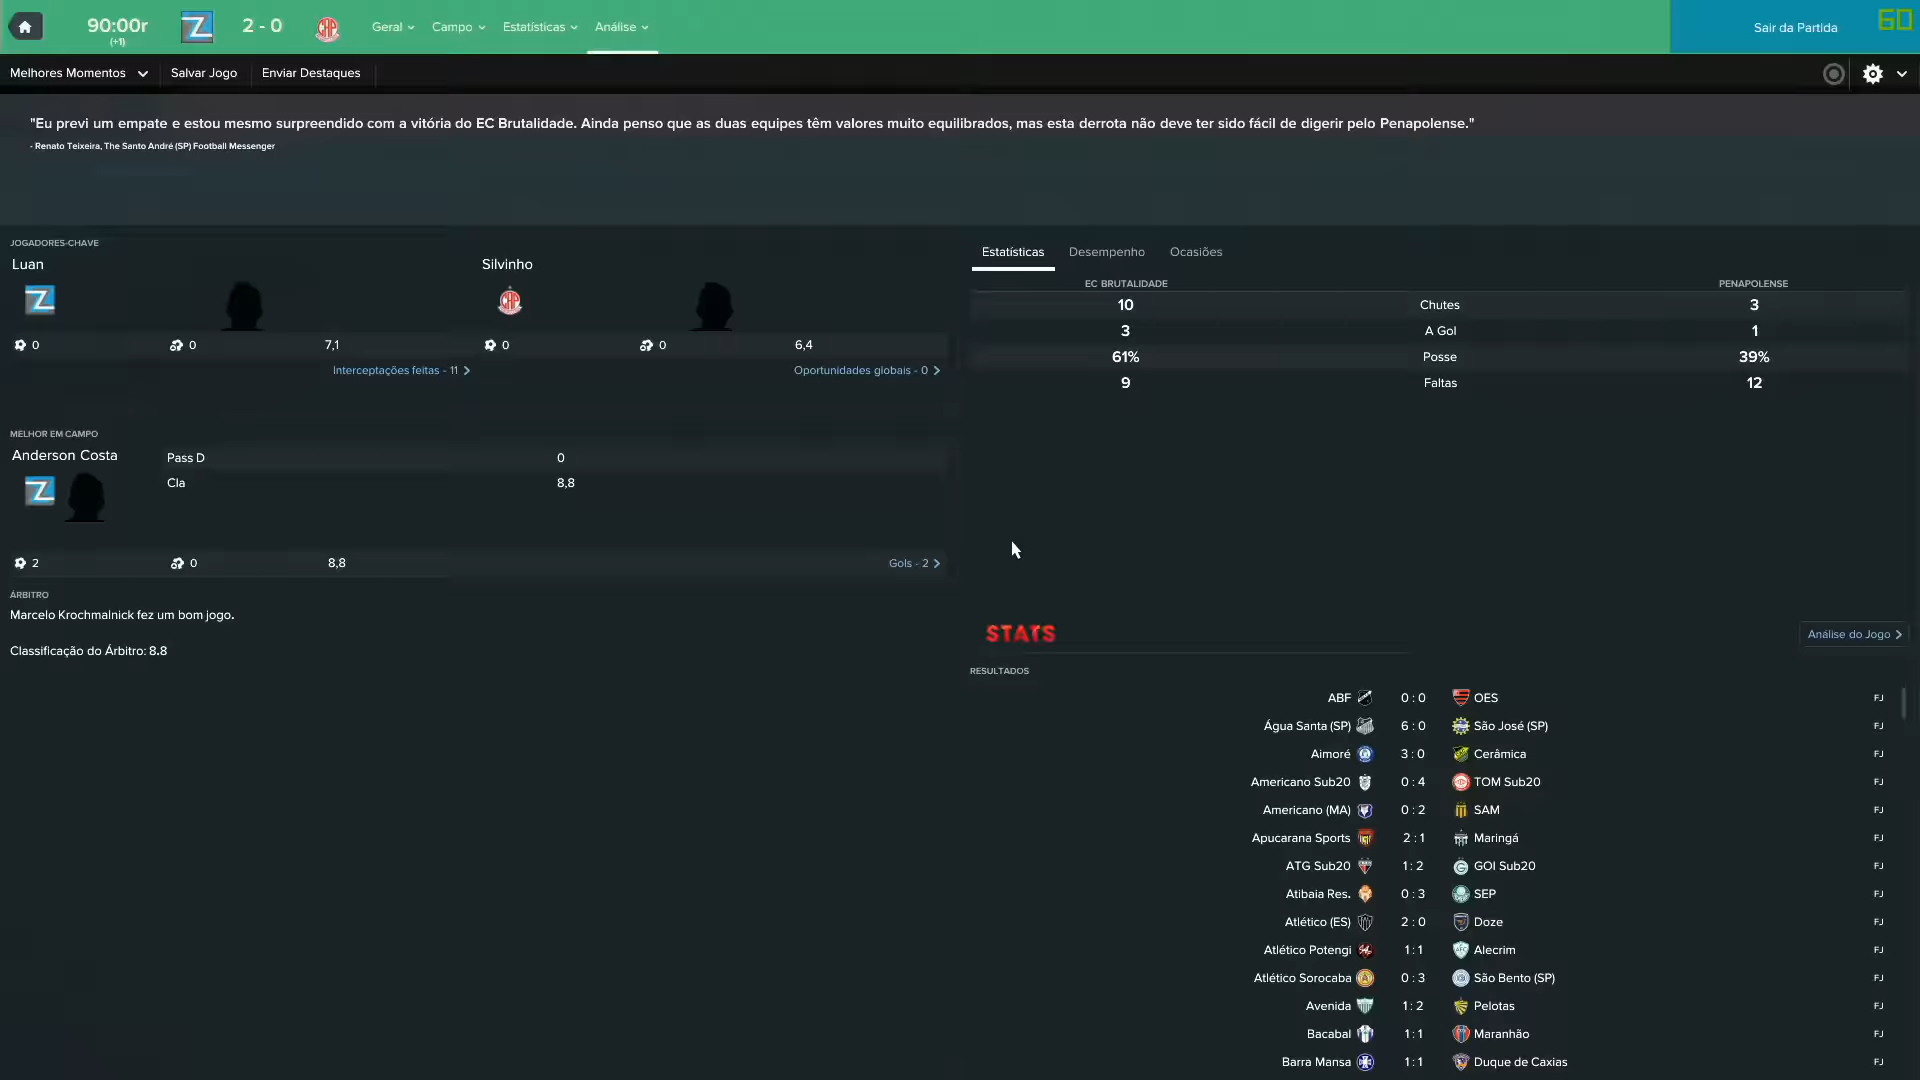 90:00r
(+1)
Z
2 - 0
CAP
Geral
Campo
Estatísticas
Análise
Sair da Partida
60
Melhores Momentos
Salvar Jogo
Enviar Destaques
"Eu previ um empate e estou mesmo surpreendido com a vitória do EC Brutalidade. Ainda penso que as duas equipes têm valores muito equilibrados, mas esta derrota não deve ter sido fácil de digerir pelo Penapolense."
- Renato Teixeira, The Santo André (SP) Football Messenger
JOGADORES-CHAVE
Luan
Z
0 0 7,1
Interceptações feitas - 11
Silvinho
CAP
0 0 6,4
Oportunidades globais - 0
MELHOR EM CAMPO
Anderson Costa
Z
Pass D 0
Cla 8,8
2 0 8,8
Gols - 2
ÁRBITRO
Marcelo Krochmalnick fez um bom jogo.
Classificação do Árbitro: 8.8
Estatísticas Desempenho Ocasiões
EC BRUTALIDADE PENAPOLENSE
10 Chutes 3
3 A Gol 1
61% Posse 39%
9 Faltas 12
STATS
Análise do Jogo
RESULTADOS
ABF 0 : 0 OES FJ
Água Santa (SP) 6 : 0 São José (SP) FJ
Aimoré 3 : 0 Cerâmica FJ
Americano Sub20 0 : 4 TOM Sub20 FJ
Americano (MA) 0 : 2 SAM FJ
Apucarana Sports 2 : 1 Maringá FJ
ATG Sub20 1 : 2 GOI Sub20 FJ
Atibaia Res. 0 : 3 SEP FJ
Atlético (ES) 2 : 0 Doze FJ
Atlético Potengi 1 : 1 Alecrim FJ
Atlético Sorocaba 0 : 3 São Bento (SP) FJ
Avenida 1 : 2 Pelotas FJ
Bacabal 1 : 1 Maranhão FJ
Barra Mansa 1 : 1 Duque de Caxias FJ